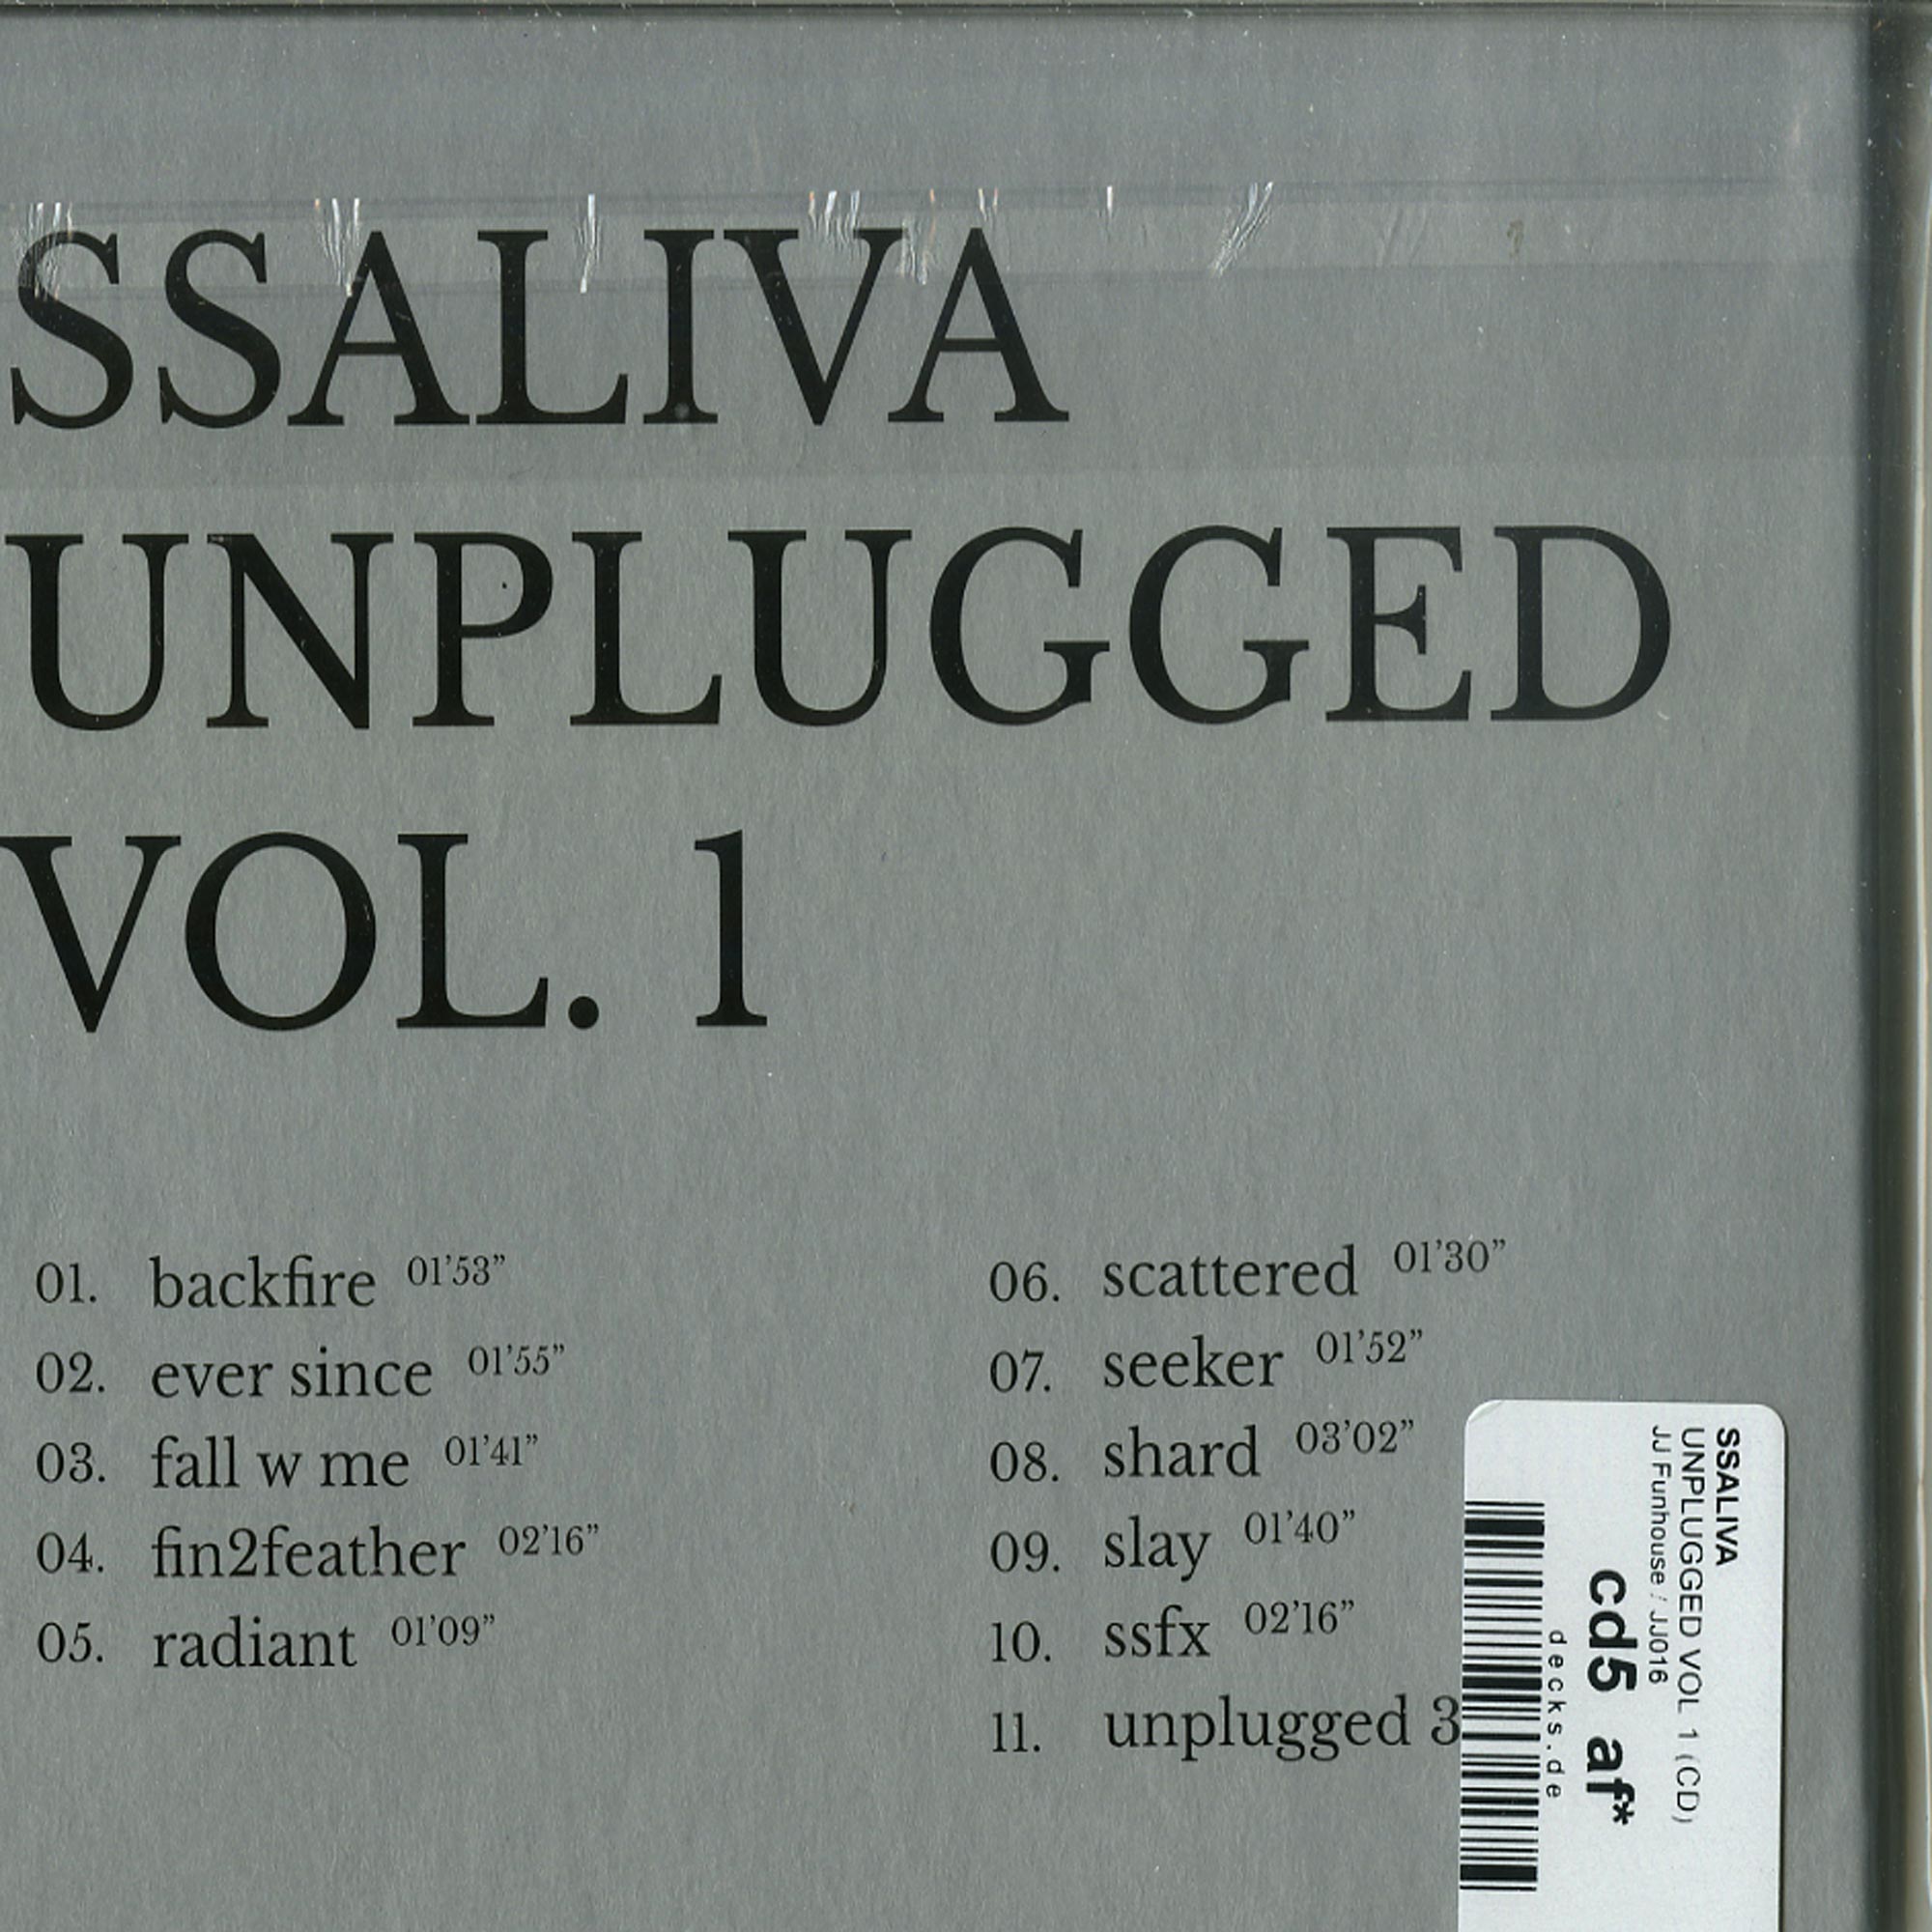 SSALIVA
UNPLUGGED
VOL. 1
01. backfire 01’53”
02. ever since 01’55”
03. fall w me 01’41”
04. fin2feather 02’16”
05. radiant 01’09”
06. scattered 01’30”
07. seeker 01’52”
08. shard 03’02”
09. slay 01’40”
10. ssfx 02’16”
11. unplugged 3
SSALIVA
UNPLUGGED VOL 1 (CD)
JJ Funhouse / JJ016
cd5 af*
decks.de